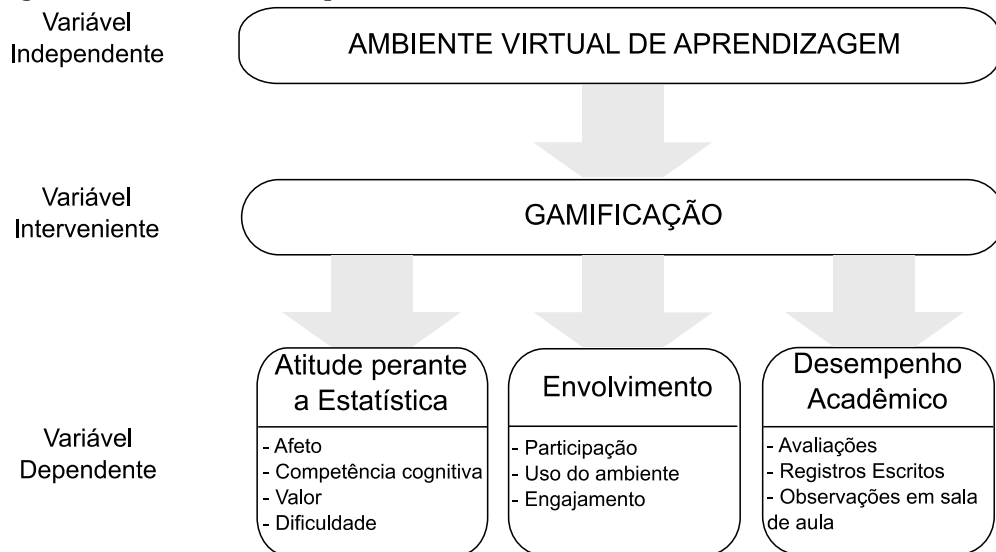 Variável
Independente
AMBIENTE VIRTUAL DE APRENDIZAGEM
Variável
Interveniente
GAMIFICAÇÃO
Variável
Dependente
Atitude perante
a Estatística
- Afeto
- Competência cognitiva
- Valor
- Dificuldade
Envolvimento
- Participação
- Uso do ambiente
- Engajamento
Desempenho
Acadêmico
- Avaliações
- Registros Escritos
- Observações em sala
de aula